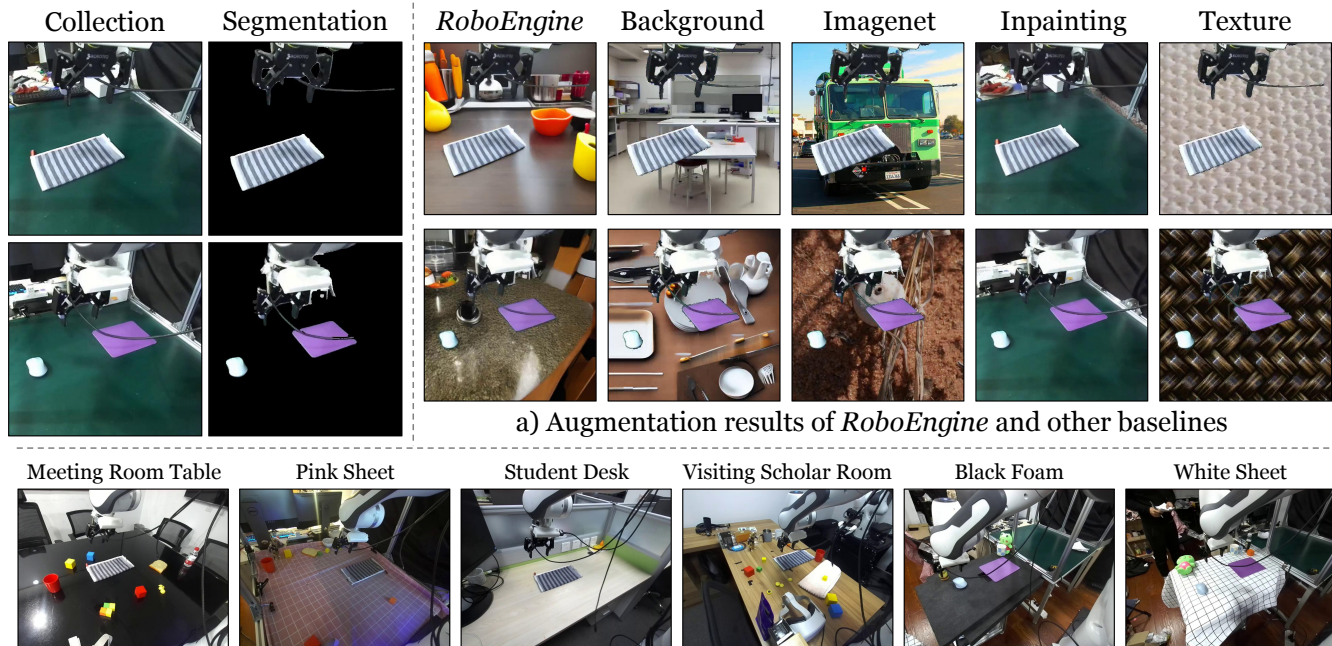 Collection
Segmentation
RoboEngine
Background
Imagenet
Inpainting
Texture
a) Augmentation results of RoboEngine and other baselines
Meeting Room Table
Pink Sheet
Student Desk
Visiting Scholar Room
Black Foam
White Sheet